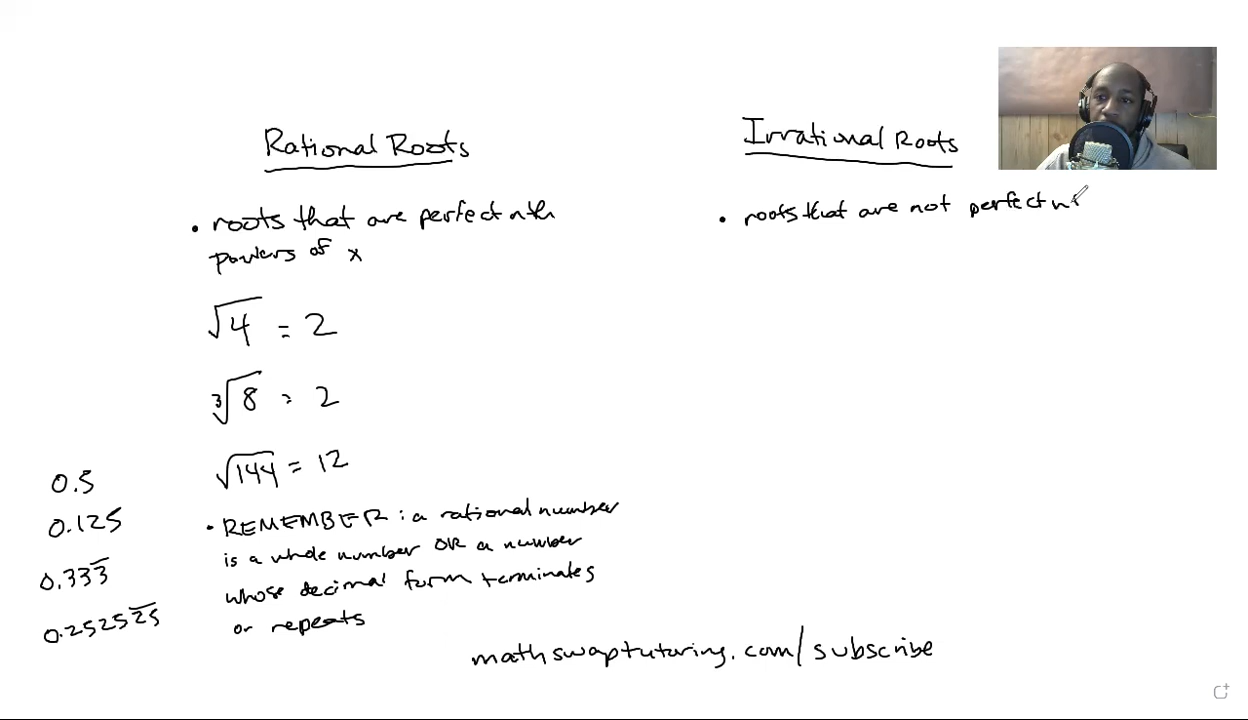 Rational Roots
• roots that are perfect nth
powers of x
√4 = 2
³√8 = 2
√144 = 12
• REMEMBER: a rational number
is a whole number OR a number
whose decimal form terminates
or repeats
0.5
0.125
0.333̅
0.25252̅5̅
Irrational Roots
• roots that are not perfect n
mathswaptutoring.com/subscribe